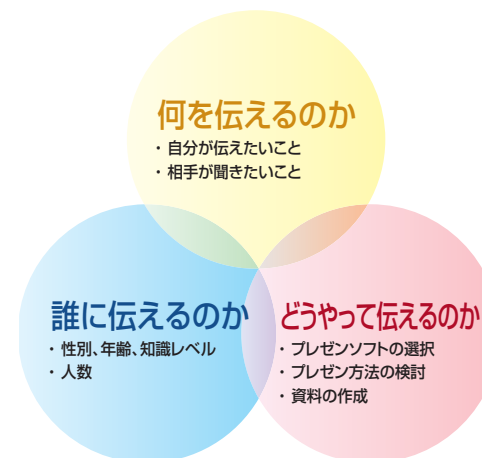 何を伝えるのか
・自分が伝えたいこと
・相手が聞きたいこと
誰に伝えるのか
・性別、年齢、知識レベル
・人数
どうやって伝えるのか
・プレゼンソフトの選択
・プレゼン方法の検討
・資料の作成